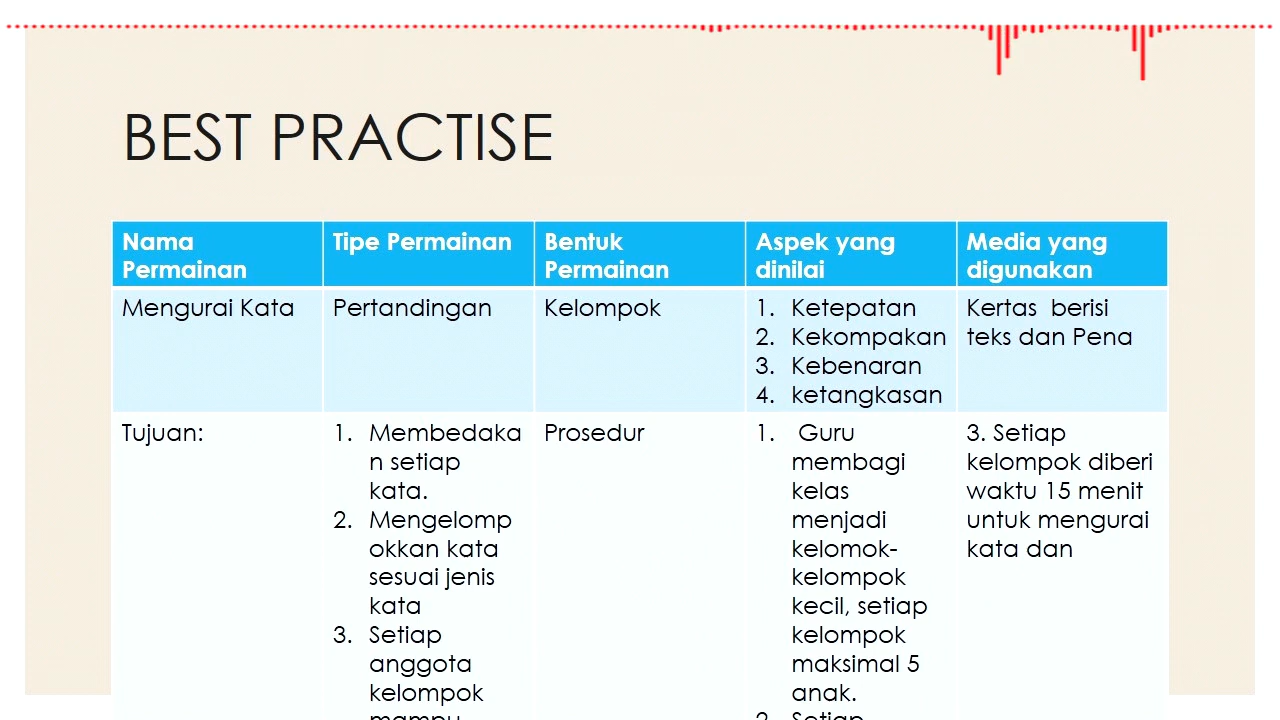 BEST PRACTISE
Nama
Permainan
Tipe Permainan
Bentuk
Permainan
Aspek yang
dinilai
Media yang
digunakan
Mengurai Kata
Pertandingan
Kelompok
1. Ketepatan
2. Kekompakan
3. Kebenaran
4. ketangkasan
Kertas berisi
teks dan Pena
Tujuan:
1. Membedaka
n setiap
kata.
2. Mengelomp
okkan kata
sesuai jenis
kata
3. Setiap
anggota
kelompok
mampu
Prosedur
1. Guru
membagi
kelas
menjadi
kelomok-
kelompok
kecil, setiap
kelompok
maksimal 5
anak.
2. Setiap
3. Setiap
kelompok diberi
waktu 15 menit
untuk mengurai
kata dan